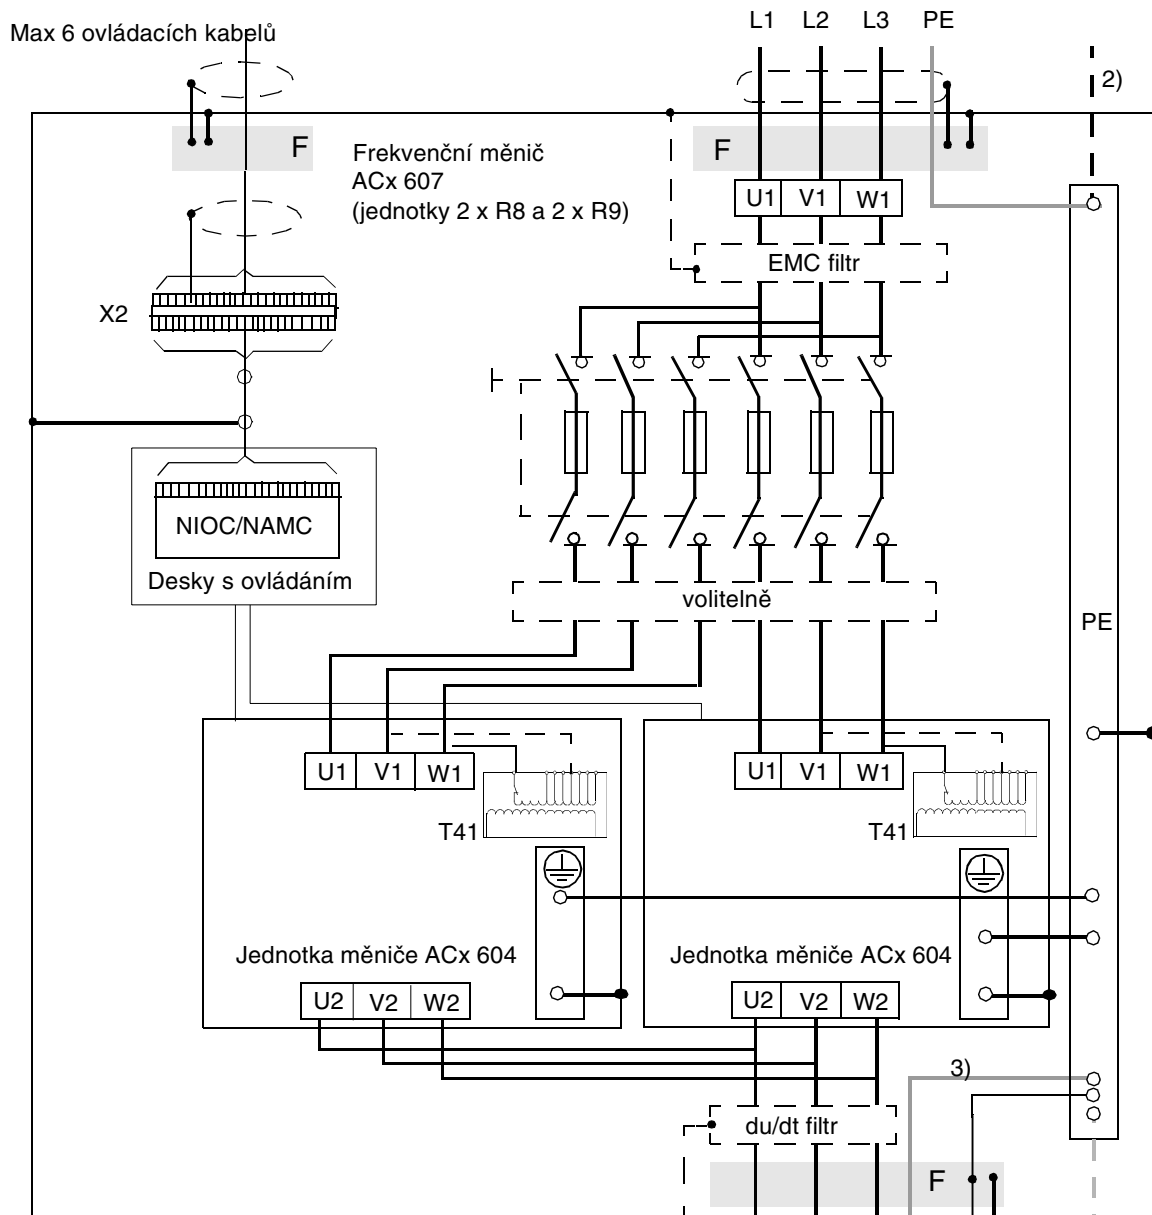 L1 L2 L3 PE
Max 6 ovládacích kabelů
2)
F
F
Frekvenční měnič
ACx 607
(jednotky 2 x R8 a 2 x R9)
U1 V1 W1
EMC filtr
X2
NIOC/NAMC
Desky s ovládáním
volitelně
PE
U1 V1 W1
U1 V1 W1
T41
T41
Jednotka měniče ACx 604
Jednotka měniče ACx 604
U2 V2 W2
U2 V2 W2
3)
du/dt filtr
F